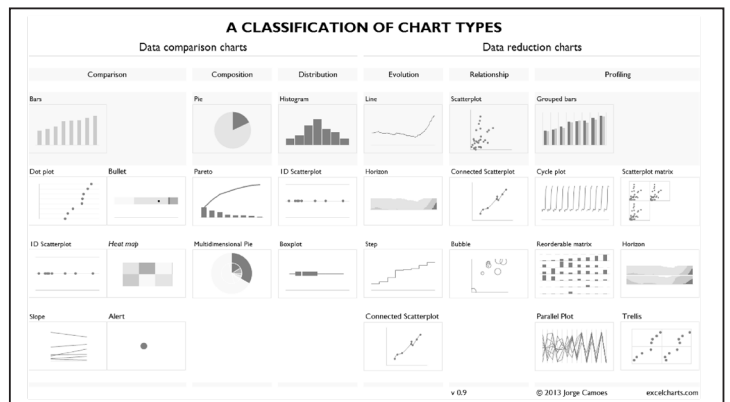 A CLASSIFICATION OF CHART TYPES
Data comparison charts Data reduction charts
Comparison Composition Distribution Evolution Relationship Profiling
Bars Pie Histogram Line Scatterplot Grouped bars
Dot plot Bullet Pareto 1D Scatterplot Horizon Connected Scatterplot Cycle plot Scatterplot matrix
1D Scatterplot Heat map Multidimensional Pie Boxplot Step Bubble Reorderable matrix Horizon
Slope Alert Connected Scatterplot Parallel Plot Trellis
v 0.9 © 2013 Jorge Camoes excelcharts.com